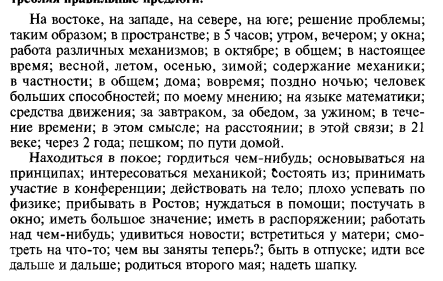 требляя правильные предлоги.
На востоке, на западе, на севере, на юге; решение проблемы;
таким образом; в пространстве; в 5 часов; утром, вечером; у окна;
работа различных механизмов; в октябре; в общем; в настоящее
время; весной, летом, осенью, зимой; содержание механики;
в частности; в общем; дома; вовремя; поздно ночью; человек
больших способностей; по моему мнению; на языке математики;
средства движения; за завтраком, за обедом, за ужином; в тече-
ние времени; в этом смысле; на расстоянии; в этой связи; в 21
веке; через 2 года; пешком; по пути домой.
Находиться в покое; гордиться чем-нибудь; основываться на
принципах; интересоваться механикой; состоять из; принимать
участие в конференции; действовать на тело; плохо успевать по
физике; прибывать в Ростов; нуждаться в помощи; постучать в
окно; иметь большое значение; иметь в распоряжении; работать
над чем-нибудь; удивиться новости; встретиться у матери; смо-
треть на что-то; чем вы заняты теперь?; быть в отпуске; идти все
дальше и дальше; родиться второго мая; надеть шапку.